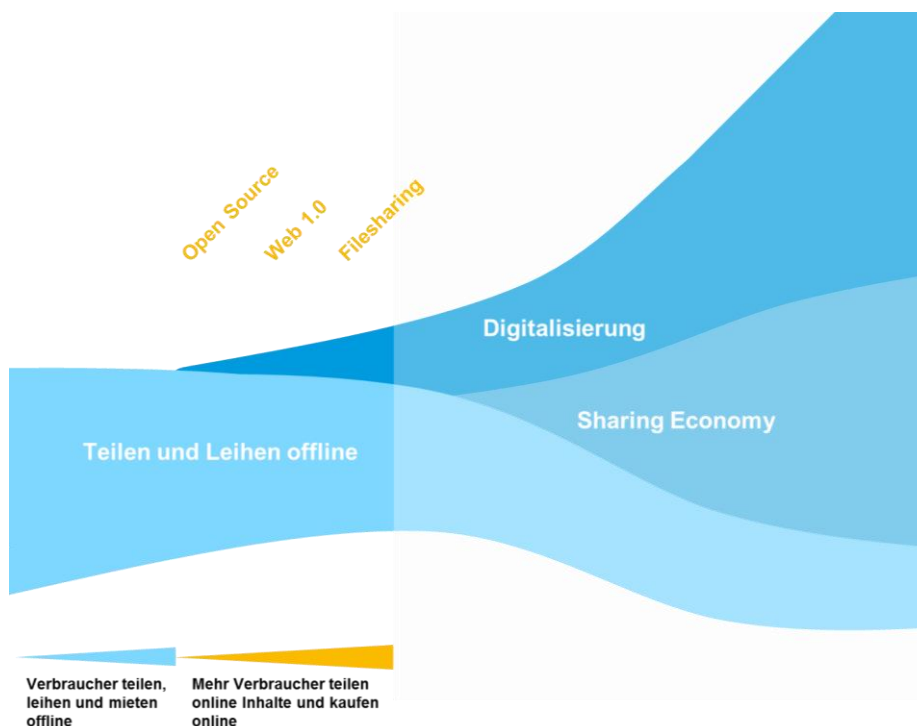 Open Source
Web 1.0
Filesharing
Digitalisierung
Sharing Economy
Teilen und Leihen offline
Verbraucher teilen,
leihen und mieten
offline
Mehr Verbraucher teilen
online Inhalte und kaufen
online